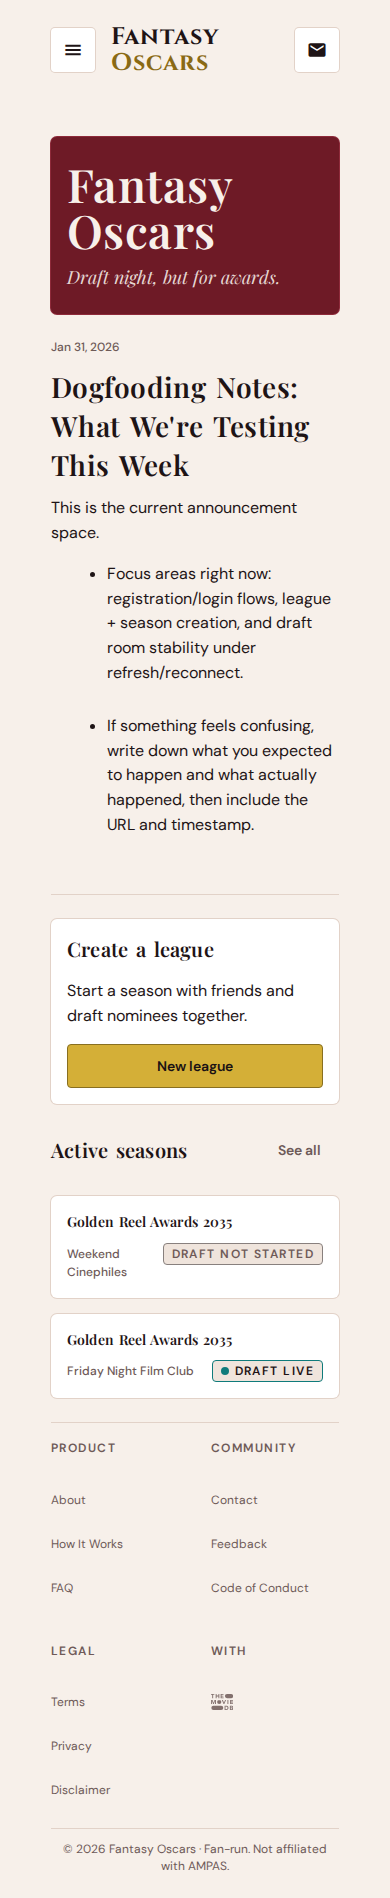 Fantasy
Oscars
Fantasy
Oscars
Draft night, but for awards.
Jan 31, 2026
Dogfooding Notes:
What We're Testing
This Week
This is the current announcement
space.
• Focus areas right now:
registration/login flows, league
+ season creation, and draft
room stability under
refresh/reconnect.
• If something feels confusing,
write down what you expected
to happen and what actually
happened, then include the
URL and timestamp.
Create a league
Start a season with friends and
draft nominees together.
New league
Active seasons See all
Golden Reel Awards 2035
Weekend
Cinephiles
DRAFT NOT STARTED
Golden Reel Awards 2035
Friday Night Film Club DRAFT LIVE
PRODUCT
About
How It Works
FAQ
COMMUNITY
Contact
Feedback
Code of Conduct
LEGAL
Terms
Privacy
Disclaimer
WITH
THE
MOVIE
DB
© 2026 Fantasy Oscars · Fan-run. Not affiliated
with AMPAS.